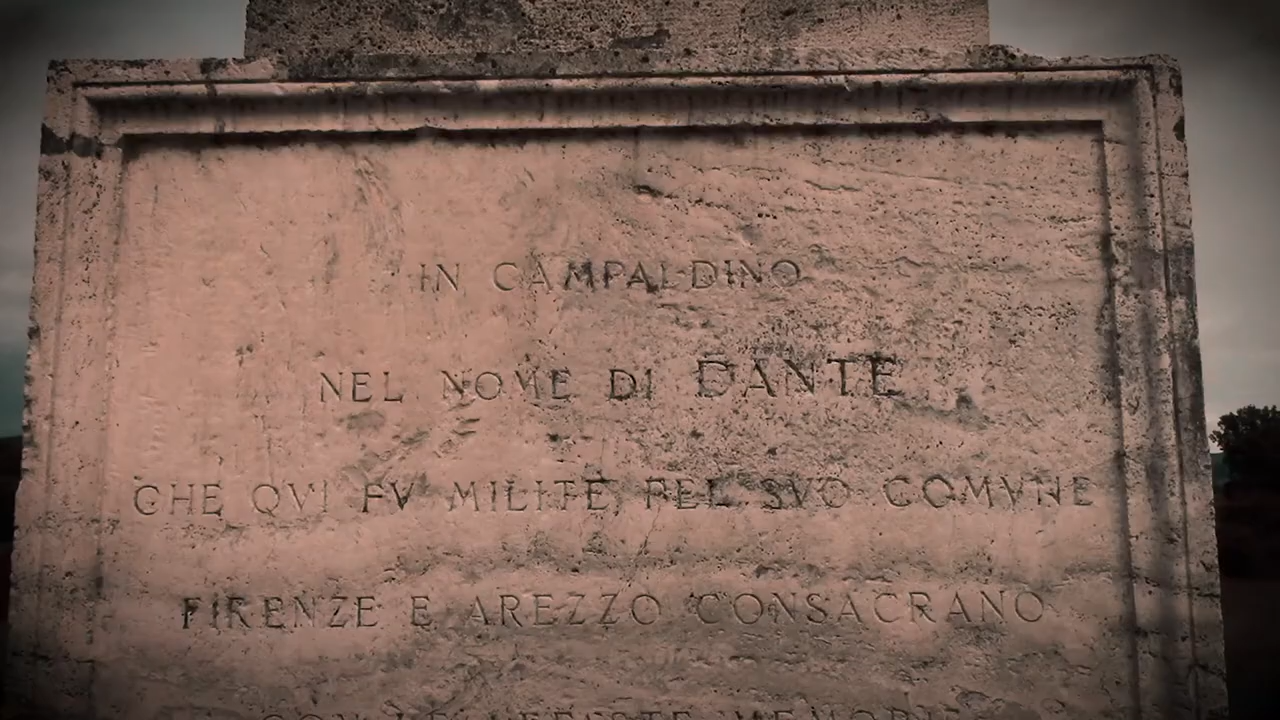 IN CAMPALDINO
NEL NOME DI DANTE
CHE QVI FV MILITE PEL SVO COMVNE
FIRENZE E AREZZO CONSACRANO